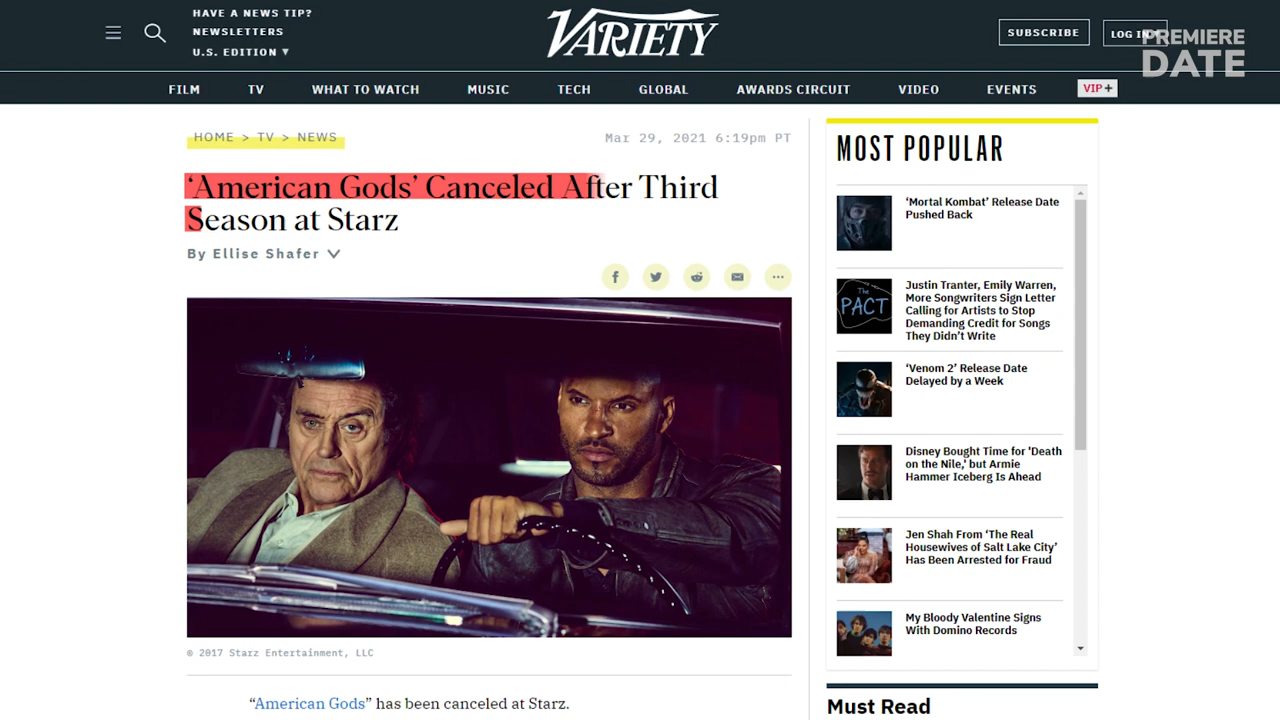 HAVE A NEWS TIP?
NEWSLETTERS
U.S. EDITION
VARIETY
SUBSCRIBE
LOG IN
PREMIERE
DATE
FILM
TV
WHAT TO WATCH
MUSIC
TECH
GLOBAL
AWARDS CIRCUIT
VIDEO
EVENTS
VIP+
HOME > TV > NEWS
Mar 29, 2021 6:19pm PT
‘American Gods’ Canceled After Third
Season at Starz
By Ellise Shafer
© 2017 Starz Entertainment, LLC
“American Gods” has been canceled at Starz.
MOST POPULAR
‘Mortal Kombat’ Release Date
Pushed Back
The
PACT
Justin Tranter, Emily Warren,
More Songwriters Sign Letter
Calling for Artists to Stop
Demanding Credit for Songs
They Didn’t Write
‘Venom 2’ Release Date
Delayed by a Week
Disney Bought Time for 'Death
on the Nile,' but Armie
Hammer Iceberg Is Ahead
Jen Shah From ‘The Real
Housewives of Salt Lake City’
Has Been Arrested for Fraud
My Bloody Valentine Signs
With Domino Records
Must Read